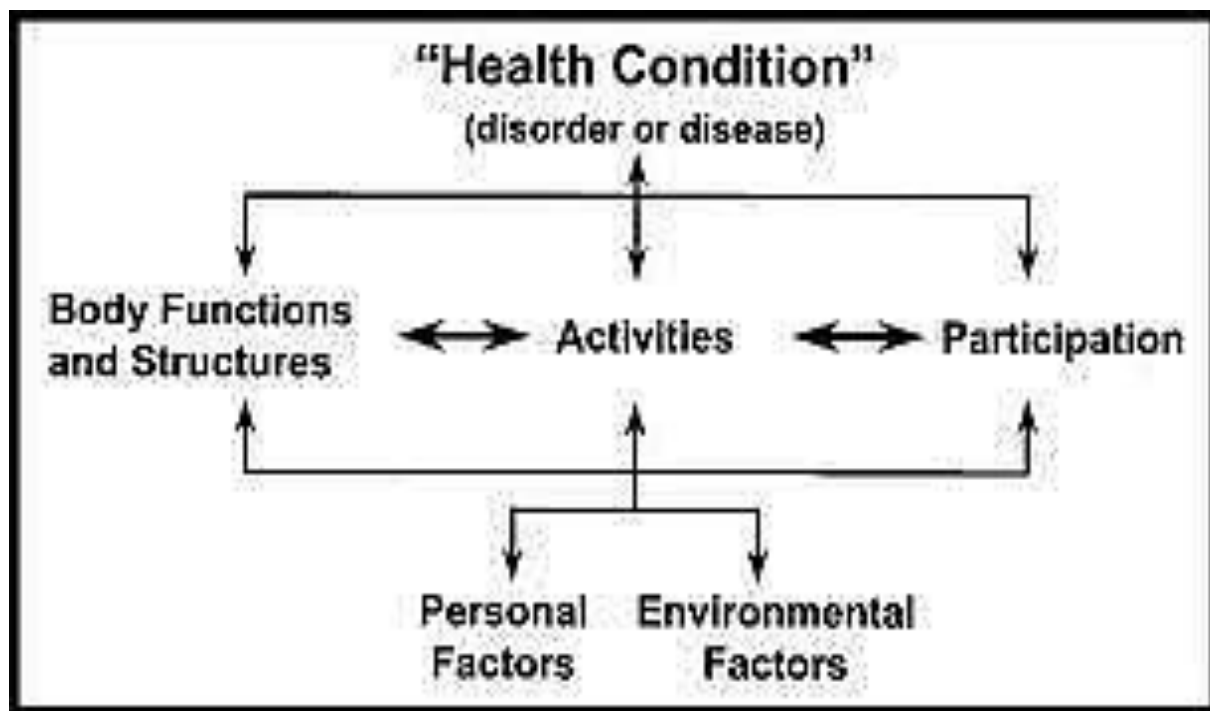 “Health Condition”
(disorder or disease)
Body Functions
and Structures
Activities
Participation
Personal
Factors
Environmental
Factors